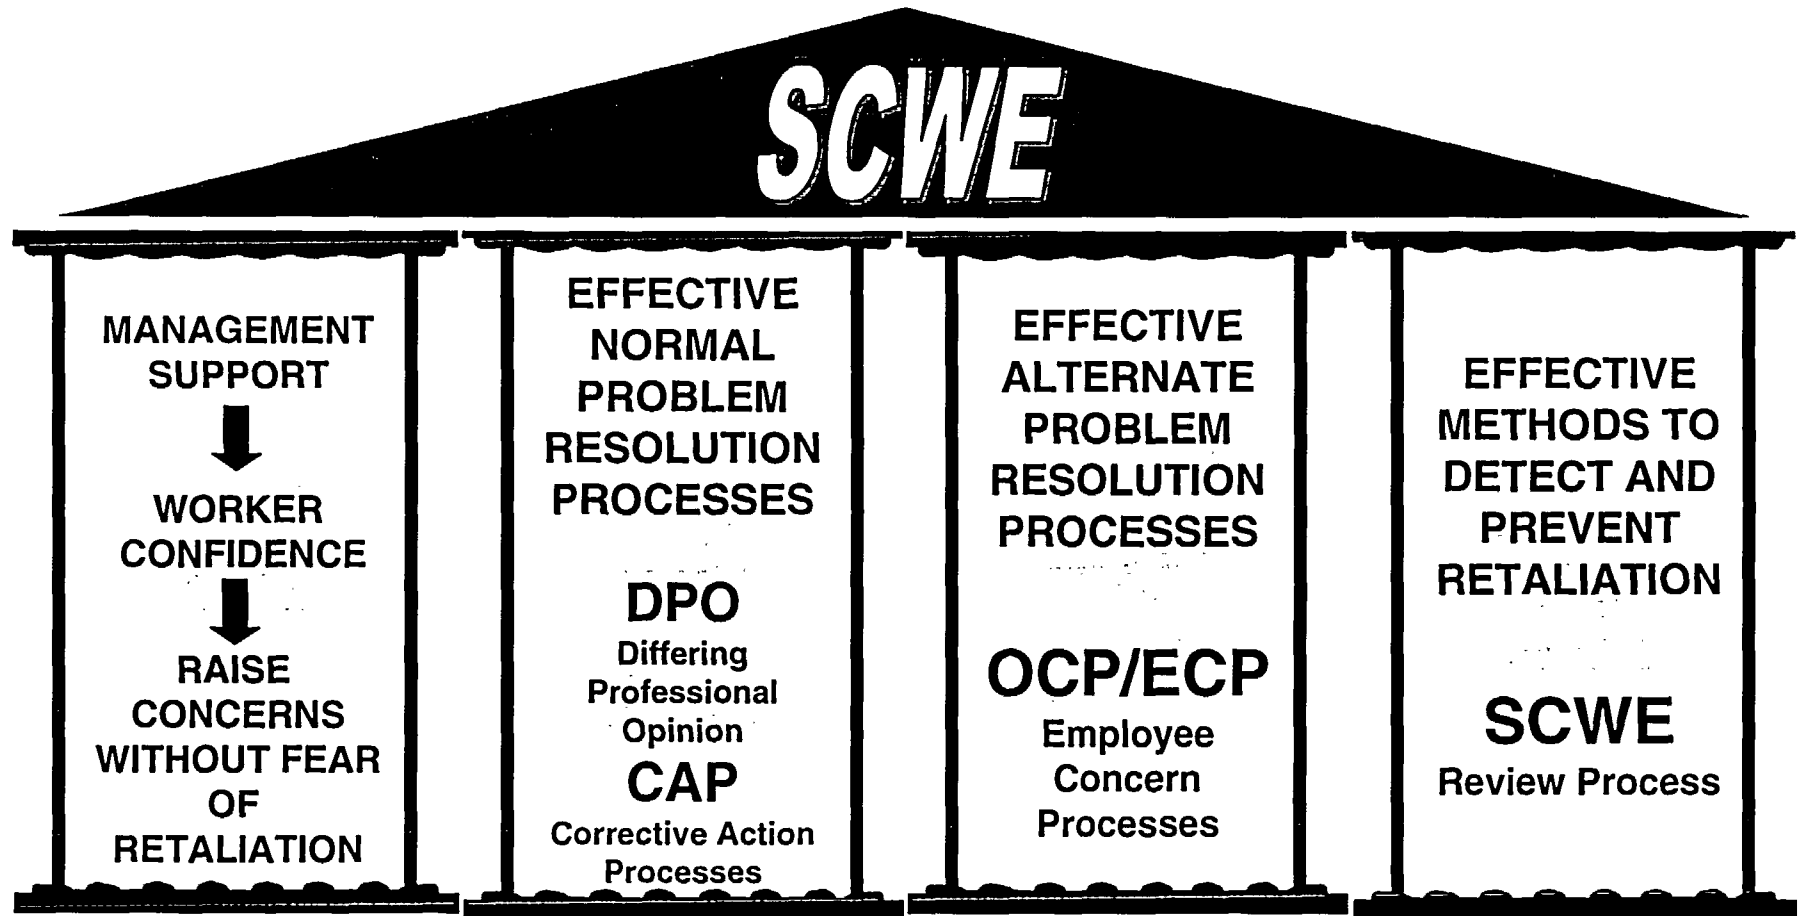 SCWE
MANAGEMENT
SUPPORT
WORKER
CONFIDENCE
RAISE
CONCERNS
WITHOUT FEAR
OF
RETALIATION
EFFECTIVE
NORMAL
PROBLEM
RESOLUTION
PROCESSES
DPO
Differing
Professional
Opinion
CAP
Corrective Action
Processes
EFFECTIVE
ALTERNATE
PROBLEM
RESOLUTION
PROCESSES
OCP/ECP
Employee
Concern
Processes
EFFECTIVE
METHODS TO
DETECT AND
PREVENT
RETALIATION
SCWE
Review Process